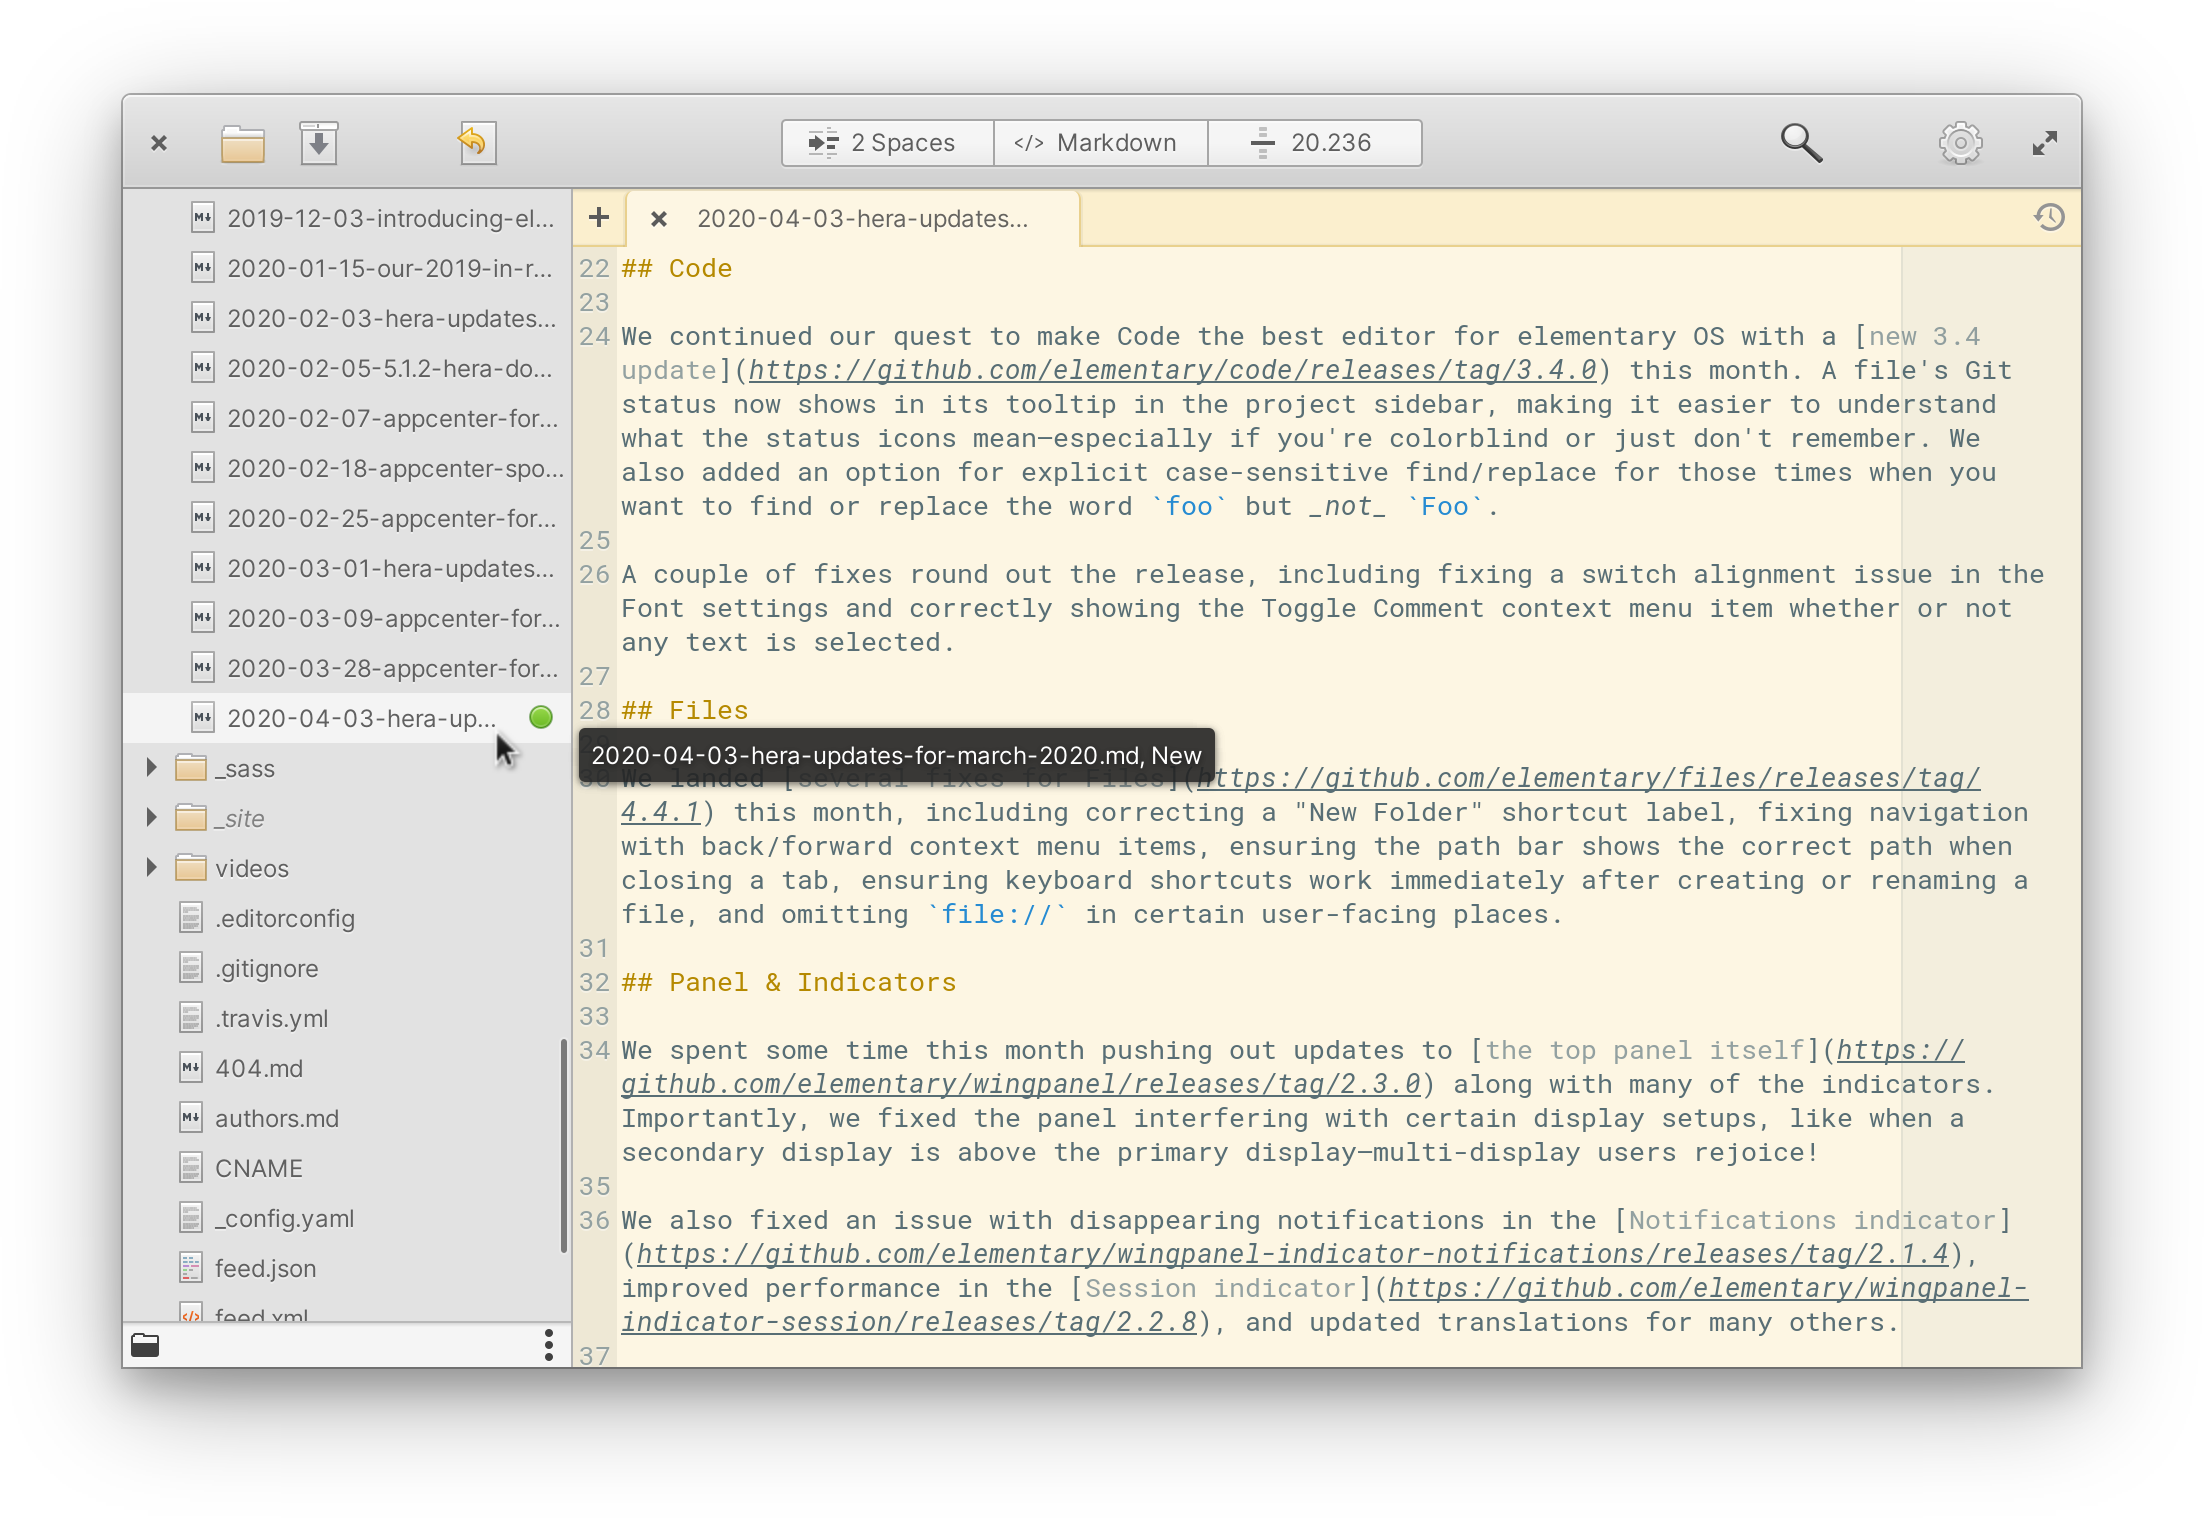 2 Spaces
</> Markdown
20.236
2019-12-03-introducing-el...
2020-01-15-our-2019-in-r...
2020-02-03-hera-updates...
2020-02-05-5.1.2-hera-do...
2020-02-07-appcenter-for...
2020-02-18-appcenter-spo...
2020-02-25-appcenter-for...
2020-03-01-hera-updates...
2020-03-09-appcenter-for...
2020-03-28-appcenter-for...
2020-04-03-hera-up...
_sass
_site
videos
.editorconfig
.gitignore
.travis.yml
404.md
authors.md
CNAME
_config.yaml
feed.json
feed.xml
2020-04-03-hera-updates...
22 ## Code
23
24 We continued our quest to make Code the best editor for elementary OS with a [new 3.4
update](https://github.com/elementary/code/releases/tag/3.4.0) this month. A file's Git
status now shows in its tooltip in the project sidebar, making it easier to understand
what the status icons mean—especially if you're colorblind or just don't remember. We
also added an option for explicit case-sensitive find/replace for those times when you
want to find or replace the word `foo` but _not_ `Foo`.
25
26 A couple of fixes round out the release, including fixing a switch alignment issue in the
Font settings and correctly showing the Toggle Comment context menu item whether or not
any text is selected.
27
28 ## Files
2020-04-03-hera-updates-for-march-2020.md, New
30 We landed [several fixes for Files](https://github.com/elementary/files/releases/tag/
4.4.1) this month, including correcting a "New Folder" shortcut label, fixing navigation
with back/forward context menu items, ensuring the path bar shows the correct path when
closing a tab, ensuring keyboard shortcuts work immediately after creating or renaming a
file, and omitting `file://` in certain user-facing places.
31
32 ## Panel & Indicators
33
34 We spent some time this month pushing out updates to [the top panel itself](https://
github.com/elementary/wingpanel/releases/tag/2.3.0) along with many of the indicators.
Importantly, we fixed the panel interfering with certain display setups, like when a
secondary display is above the primary display—multi-display users rejoice!
35
36 We also fixed an issue with disappearing notifications in the [Notifications indicator]
(https://github.com/elementary/wingpanel-indicator-notifications/releases/tag/2.1.4),
improved performance in the [Session indicator](https://github.com/elementary/wingpanel-
indicator-session/releases/tag/2.2.8), and updated translations for many others.
37